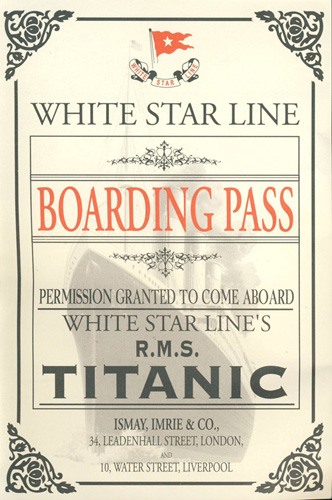 WHITE STAR LINE
WHITE STAR LINE
BOARDING PASS
PERMISSION GRANTED TO COME ABOARD
WHITE STAR LINE'S
R.M.S.
TITANIC
ISMAY, IMRIE & CO.,
34, LEADENHALL STREET, LONDON,
AND
10, WATER STREET, LIVERPOOL